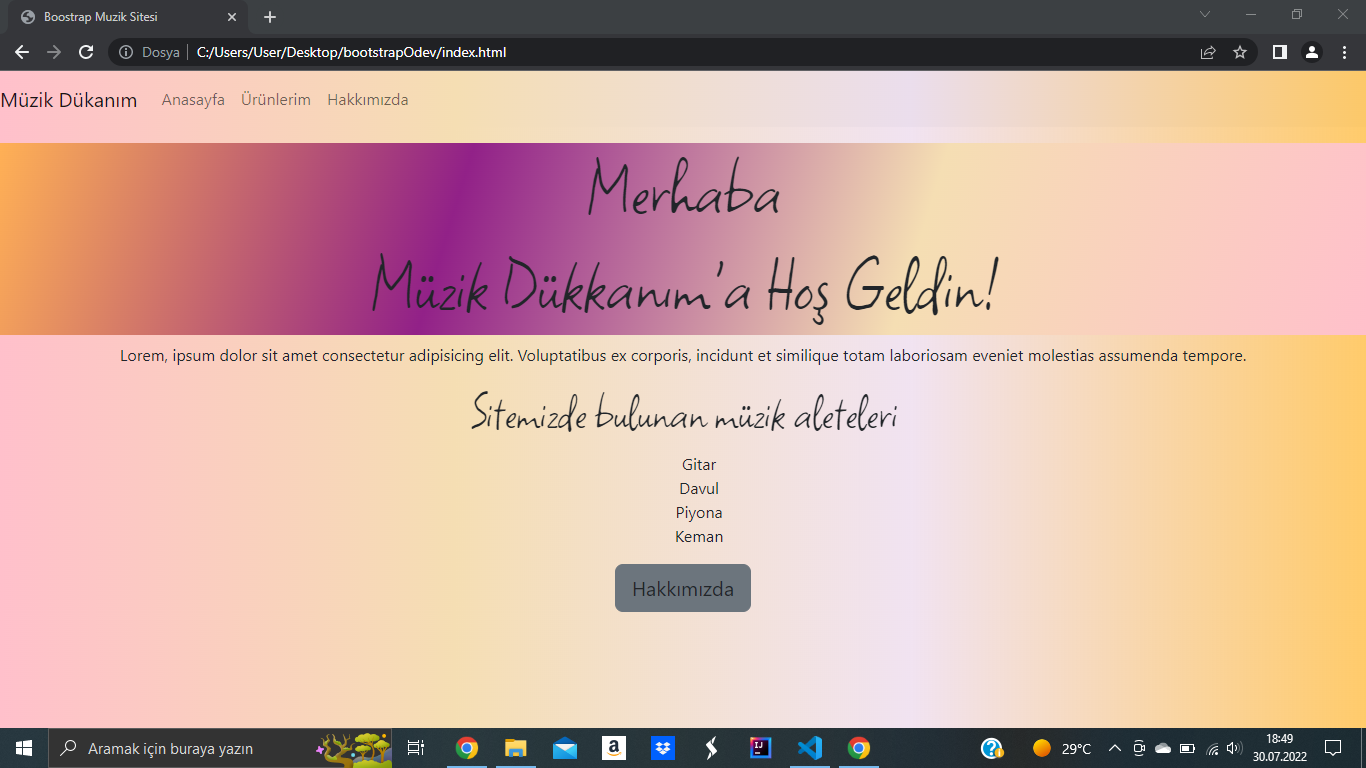 Boostrap Muzik Sitesi
Dosya
C:/Users/User/Desktop/bootstrapOdev/index.html
Müzik Dükanım Anasayfa Ürünlerim Hakkımızda
Merhaba
Müzik Dükkanım'a Hoş Geldin!
Lorem, ipsum dolor sit amet consectetur adipisicing elit. Voluptatibus ex corporis, incidunt et similique totam laboriosam eveniet molestias assumenda tempore.
Sitemizde bulunan müzik aleteleri
Gitar
Davul
Piyona
Keman
Hakkımızda
Aramak için buraya yazın
29°C
18:49
30.07.2022